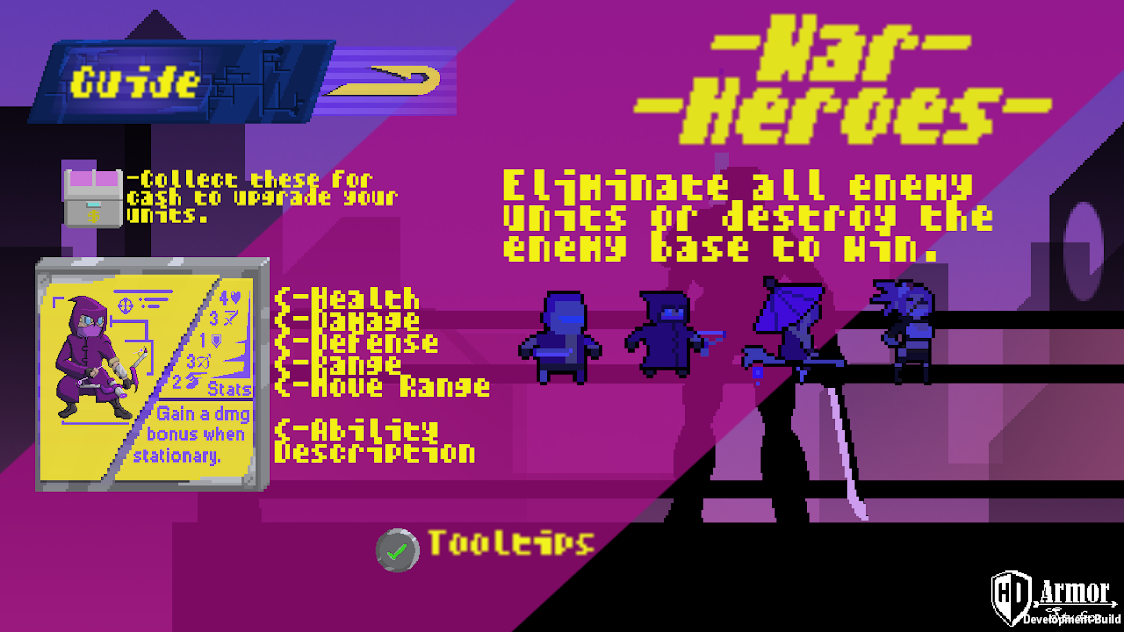 Guide
-War-
-Heroes-
-Collect these for
cash to upgrade your
units.
Eliminate all enemy
units or destroy the
enemy base to win.
4
3
1
3
2
Stats
Gain a dmg
bonus when
stationary.
<-Health
<-Damage
<-Defense
<-Range
<-Move Range
<-Ability
Description
Tooltips
HD Armor
Studios
Development Build